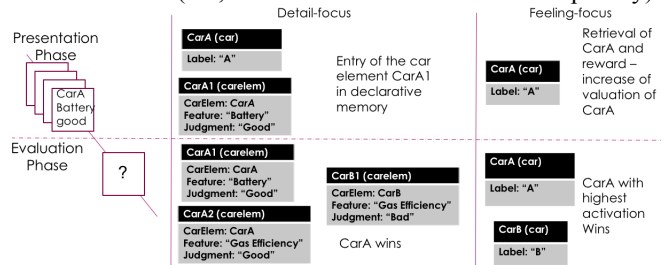 Detail-focus
Feeling-focus
Presentation
Phase
CarA
Battery
good
CarA (car)
Label: “A”
CarA1 (carelem)
CarElem: CarA
Feature: “Battery”
Judgment: “Good”
Entry of the car
element CarA1
in declarative
memory
CarA (car)
Label: “A”
Retrieval of
CarA and
reward –
increase of
valuation of
CarA
Evaluation
Phase
?
CarA1 (carelem)
CarElem: CarA
Feature: “Battery”
Judgment: “Good”
CarA2 (carelem)
CarElem: CarA
Feature: “Gas Efficiency”
Judgment: “Good”
CarB1 (carelem)
CarElem: CarB
Feature: “Gas Efficiency”
Judgment: “Bad”
CarA wins
CarA (car)
Label: “A”
CarB (car)
Label: “B”
CarA with
highest
activation
Wins